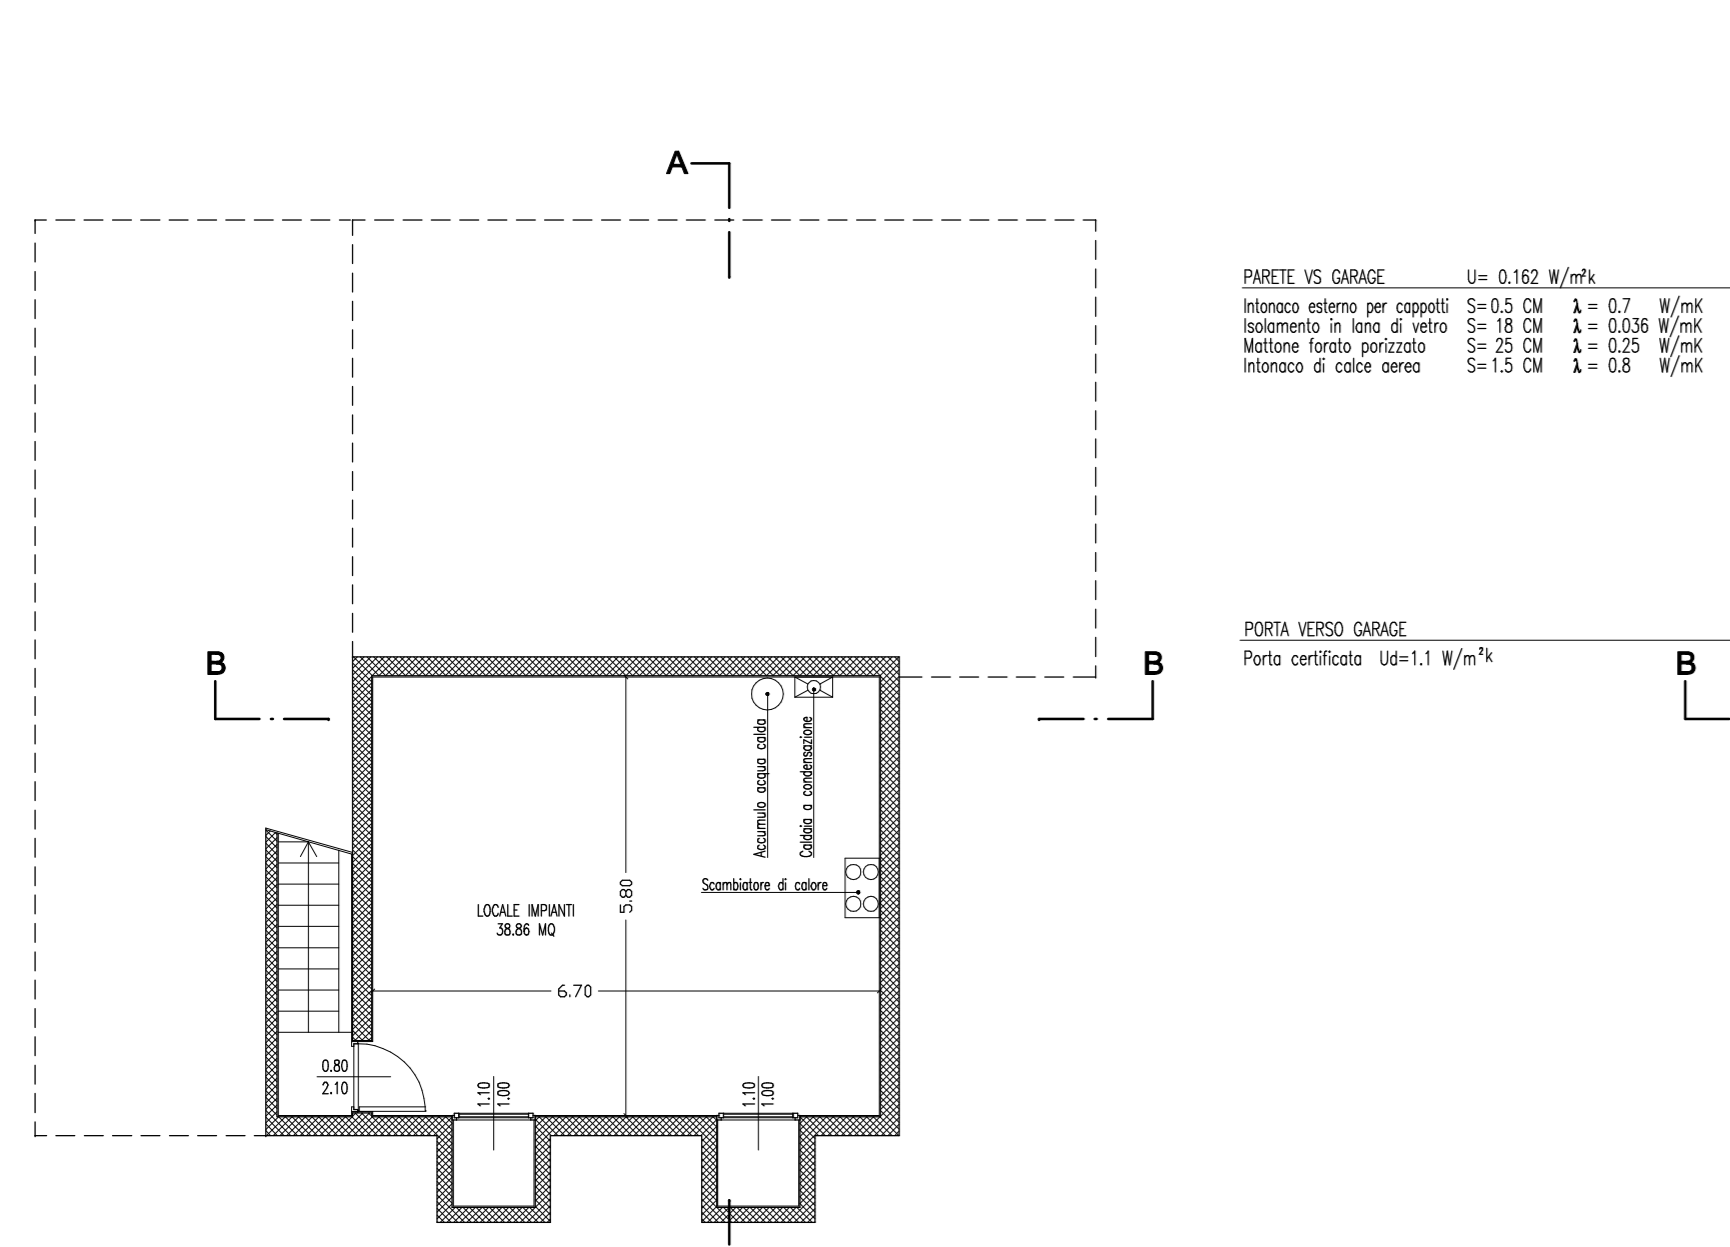 A
PARETE VS GARAGE U= 0.162 W/m²k
Intonaco esterno per cappotti S=0.5 CM λ = 0.7 W/mK
Isolamento in lana di vetro S= 18 CM λ = 0.036 W/mK
Mattone forato porizzato S= 25 CM λ = 0.25 W/mK
Intonaco di calce aerea S=1.5 CM λ = 0.8 W/mK
PORTA VERSO GARAGE
Porta certificata Ud=1.1 W/m²k
B
B
B
Accumulo acqua calda
Caldaia a condensazione
Scambiatore di calore
5.80
LOCALE IMPIANTI
38.86 MQ
6.70
0.80
2.10
1.10
1.00
1.10
1.00